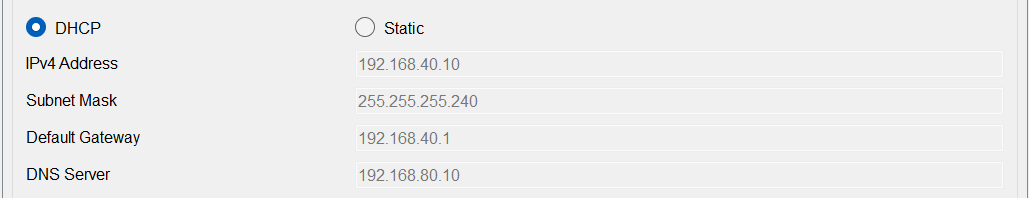 DHCP Static
IPv4 Address 192.168.40.10
Subnet Mask 255.255.255.240
Default Gateway 192.168.40.1
DNS Server 192.168.80.10